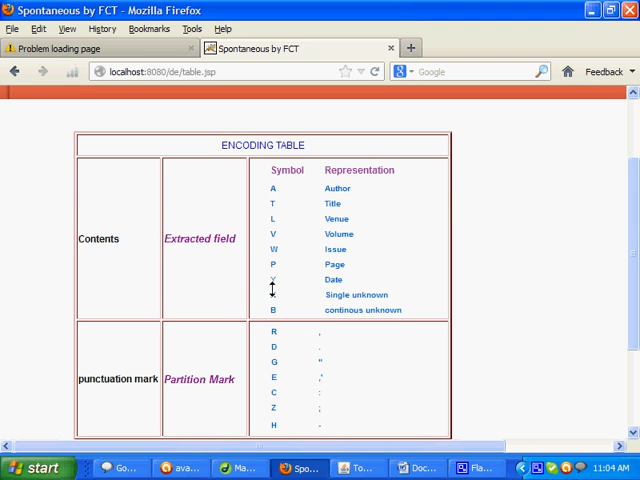 Spontaneous by FCT - Mozilla Firefox
File Edit View History Bookmarks Tools Help
Problem loading page
Spontaneous by FCT
localhost:8080/de/table.jsp
Google
Feedback
ENCODING TABLE
Symbol Representation
A Author
T Title
L Venue
V Volume
W Issue
P Page
Y Date
Single unknown
B continous unknown
Contents
Extracted field
R ,
D .
G "
E ,"
C :
Z ;
H -
punctuation mark
Partition Mark
start
Go...
ava...
Ma...
Spo...
To...
Doc...
Fla...
11:04 AM